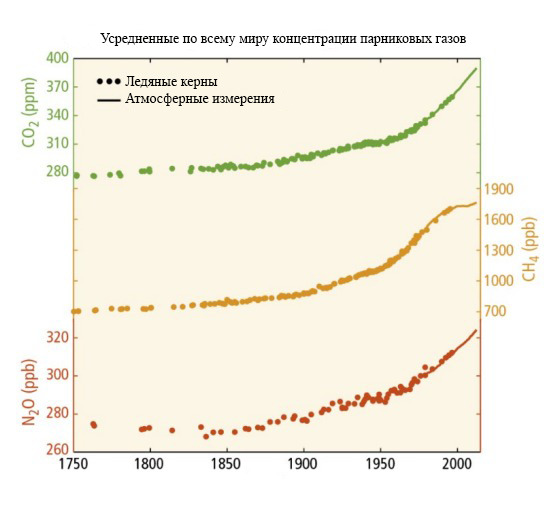 Усредненные по всему миру концентрации парниковых газов
400
370
340
310
280
CO₂ (ppm)
Ледяные керны
Атмосферные измерения
1900
1600
1300
1000
700
CH₄ (ppb)
320
300
280
260
N₂O (ppb)
1750 1800 1850 1900 1950 2000